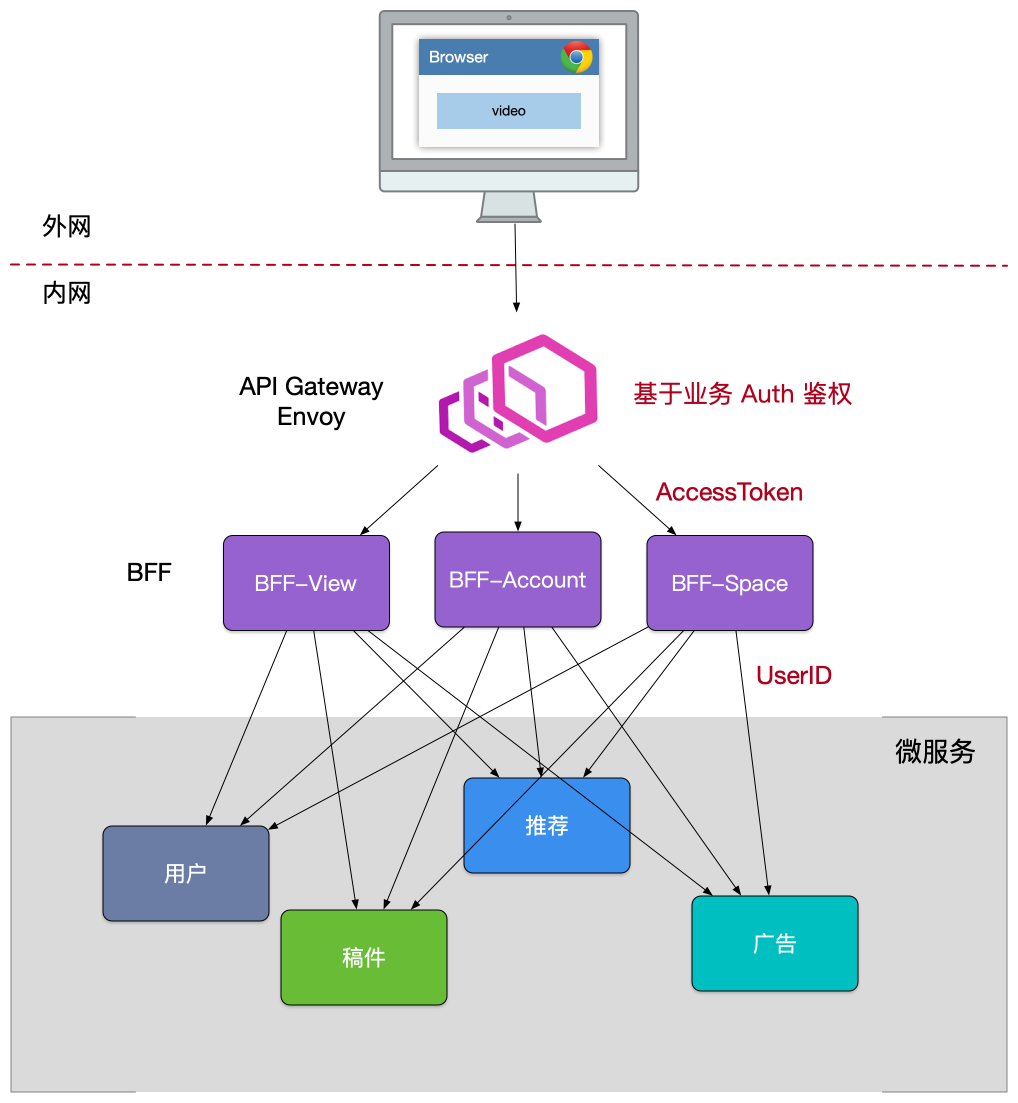 Browser
video
外网
内网
API Gateway
Envoy
基于业务 Auth 鉴权
AccessToken
BFF
BFF-View
BFF-Account
BFF-Space
UserID
微服务
推荐
用户
稿件
广告